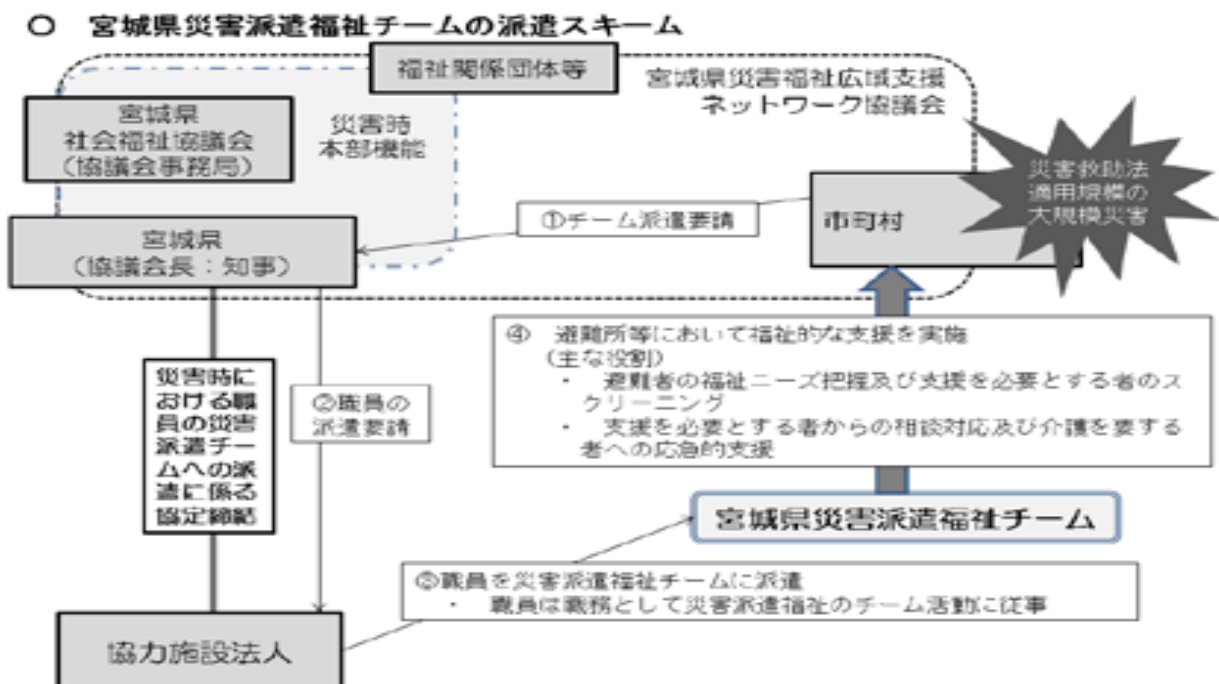 〇 宮城県災害派遣福祉チームの派遣スキーム
福祉関係団体等
宮城県災害福祉広域支援
ネットワーク協議会
宮城県
社会福祉協議会
(協議会事務局)
災害時
本部機能
災害救助法
適用規模の
大規模災害
市町村
①チーム派遣要請
宮城県
(協議会長:知事)
④ 避難所等において福祉的な支援を実施
(主な役割)
・ 避難者の福祉ニーズ把握及び支援を必要とする者のス
クリーニング
・ 支援を必要とする者からの相談対応及び介護を要する
者への応急的支援
災害時に
おける職
員の災害
派遣チー
ムへの派
遣に係る
協定締結
②職員の
派遣要請
宮城県災害派遣福祉チーム
③職員を災害派遣福祉チームに派遣
・ 職員は職務として災害派遣福祉のチーム活動に従事
協力施設法人